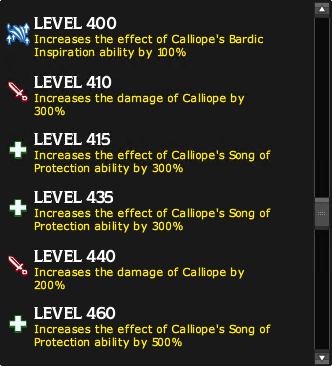 LEVEL 400
Increases the effect of Calliope's Bardic
Inspiration ability by 100%
LEVEL 410
Increases the damage of Calliope by
300%
LEVEL 415
Increases the effect of Calliope's Song of
Protection ability by 300%
LEVEL 435
Increases the effect of Calliope's Song of
Protection ability by 300%
LEVEL 440
Increases the damage of Calliope by
200%
LEVEL 460
Increases the effect of Calliope's Song of
Protection ability by 500%